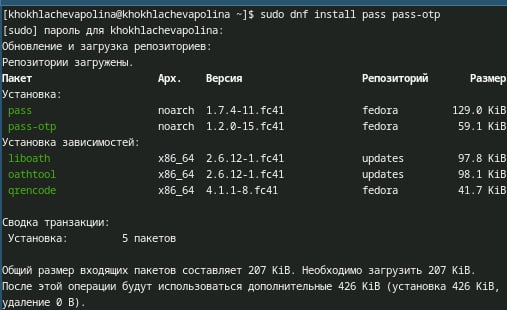 [khokhlachevapolina@khokhlachevapolina ~]$ sudo dnf install pass pass-otp
[sudo] пароль для khokhlachevapolina:
Обновление и загрузка репозиториев:
Репозитории загружены.
Пакет Арх. Версия Репозиторий Размер
Установка:
pass noarch 1.7.4-11.fc41 fedora 129.0 KiB
pass-otp noarch 1.2.0-15.fc41 fedora 59.1 KiB
Установка зависимостей:
liboath x86_64 2.6.12-1.fc41 updates 97.8 KiB
oathtool x86_64 2.6.12-1.fc41 updates 98.1 KiB
qrencode x86_64 4.1.1-8.fc41 fedora 41.7 KiB
Сводка транзакции:
Установка: 5 пакетов
Общий размер входящих пакетов составляет 207 KiB. Необходимо загрузить 207 KiB.
После этой операции будут использоваться дополнительные 426 KiB (установка 426 KiB,
удаление 0 B).